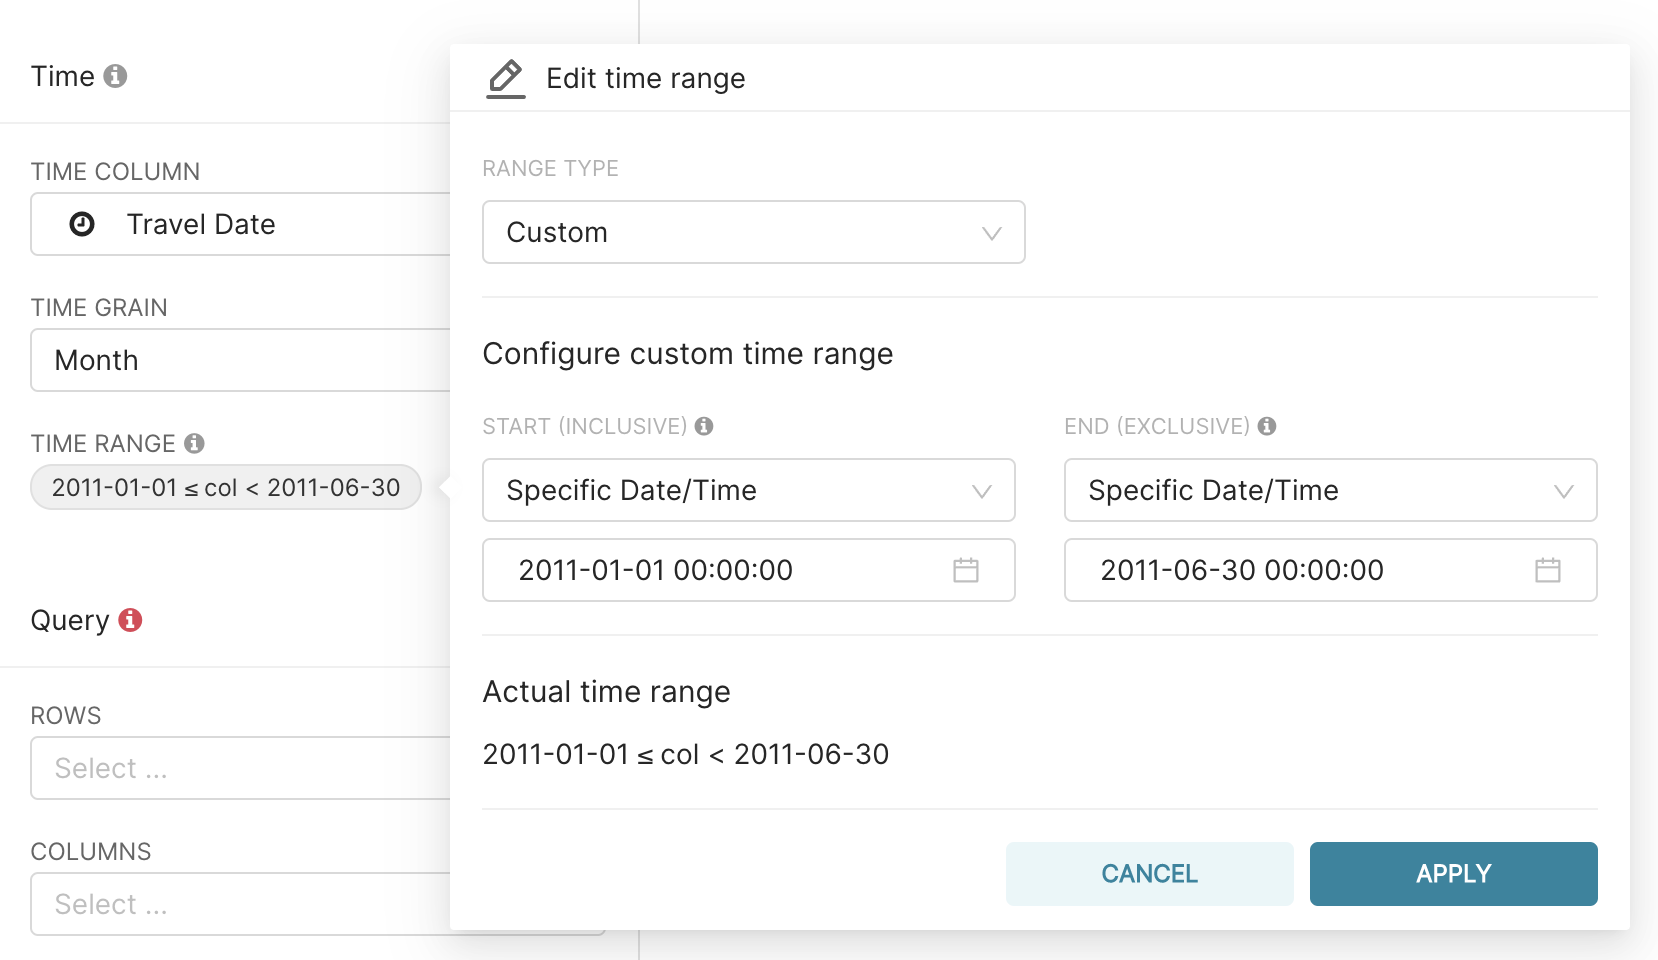 Time
TIME COLUMN
Travel Date
TIME GRAIN
Month
TIME RANGE
2011-01-01 ≤ col < 2011-06-30
Query
ROWS
Select ...
COLUMNS
Select ...
Edit time range
RANGE TYPE
Custom
Configure custom time range
START (INCLUSIVE)
Specific Date/Time
2011-01-01 00:00:00
END (EXCLUSIVE)
Specific Date/Time
2011-06-30 00:00:00
Actual time range
2011-01-01 ≤ col < 2011-06-30
CANCEL
APPLY